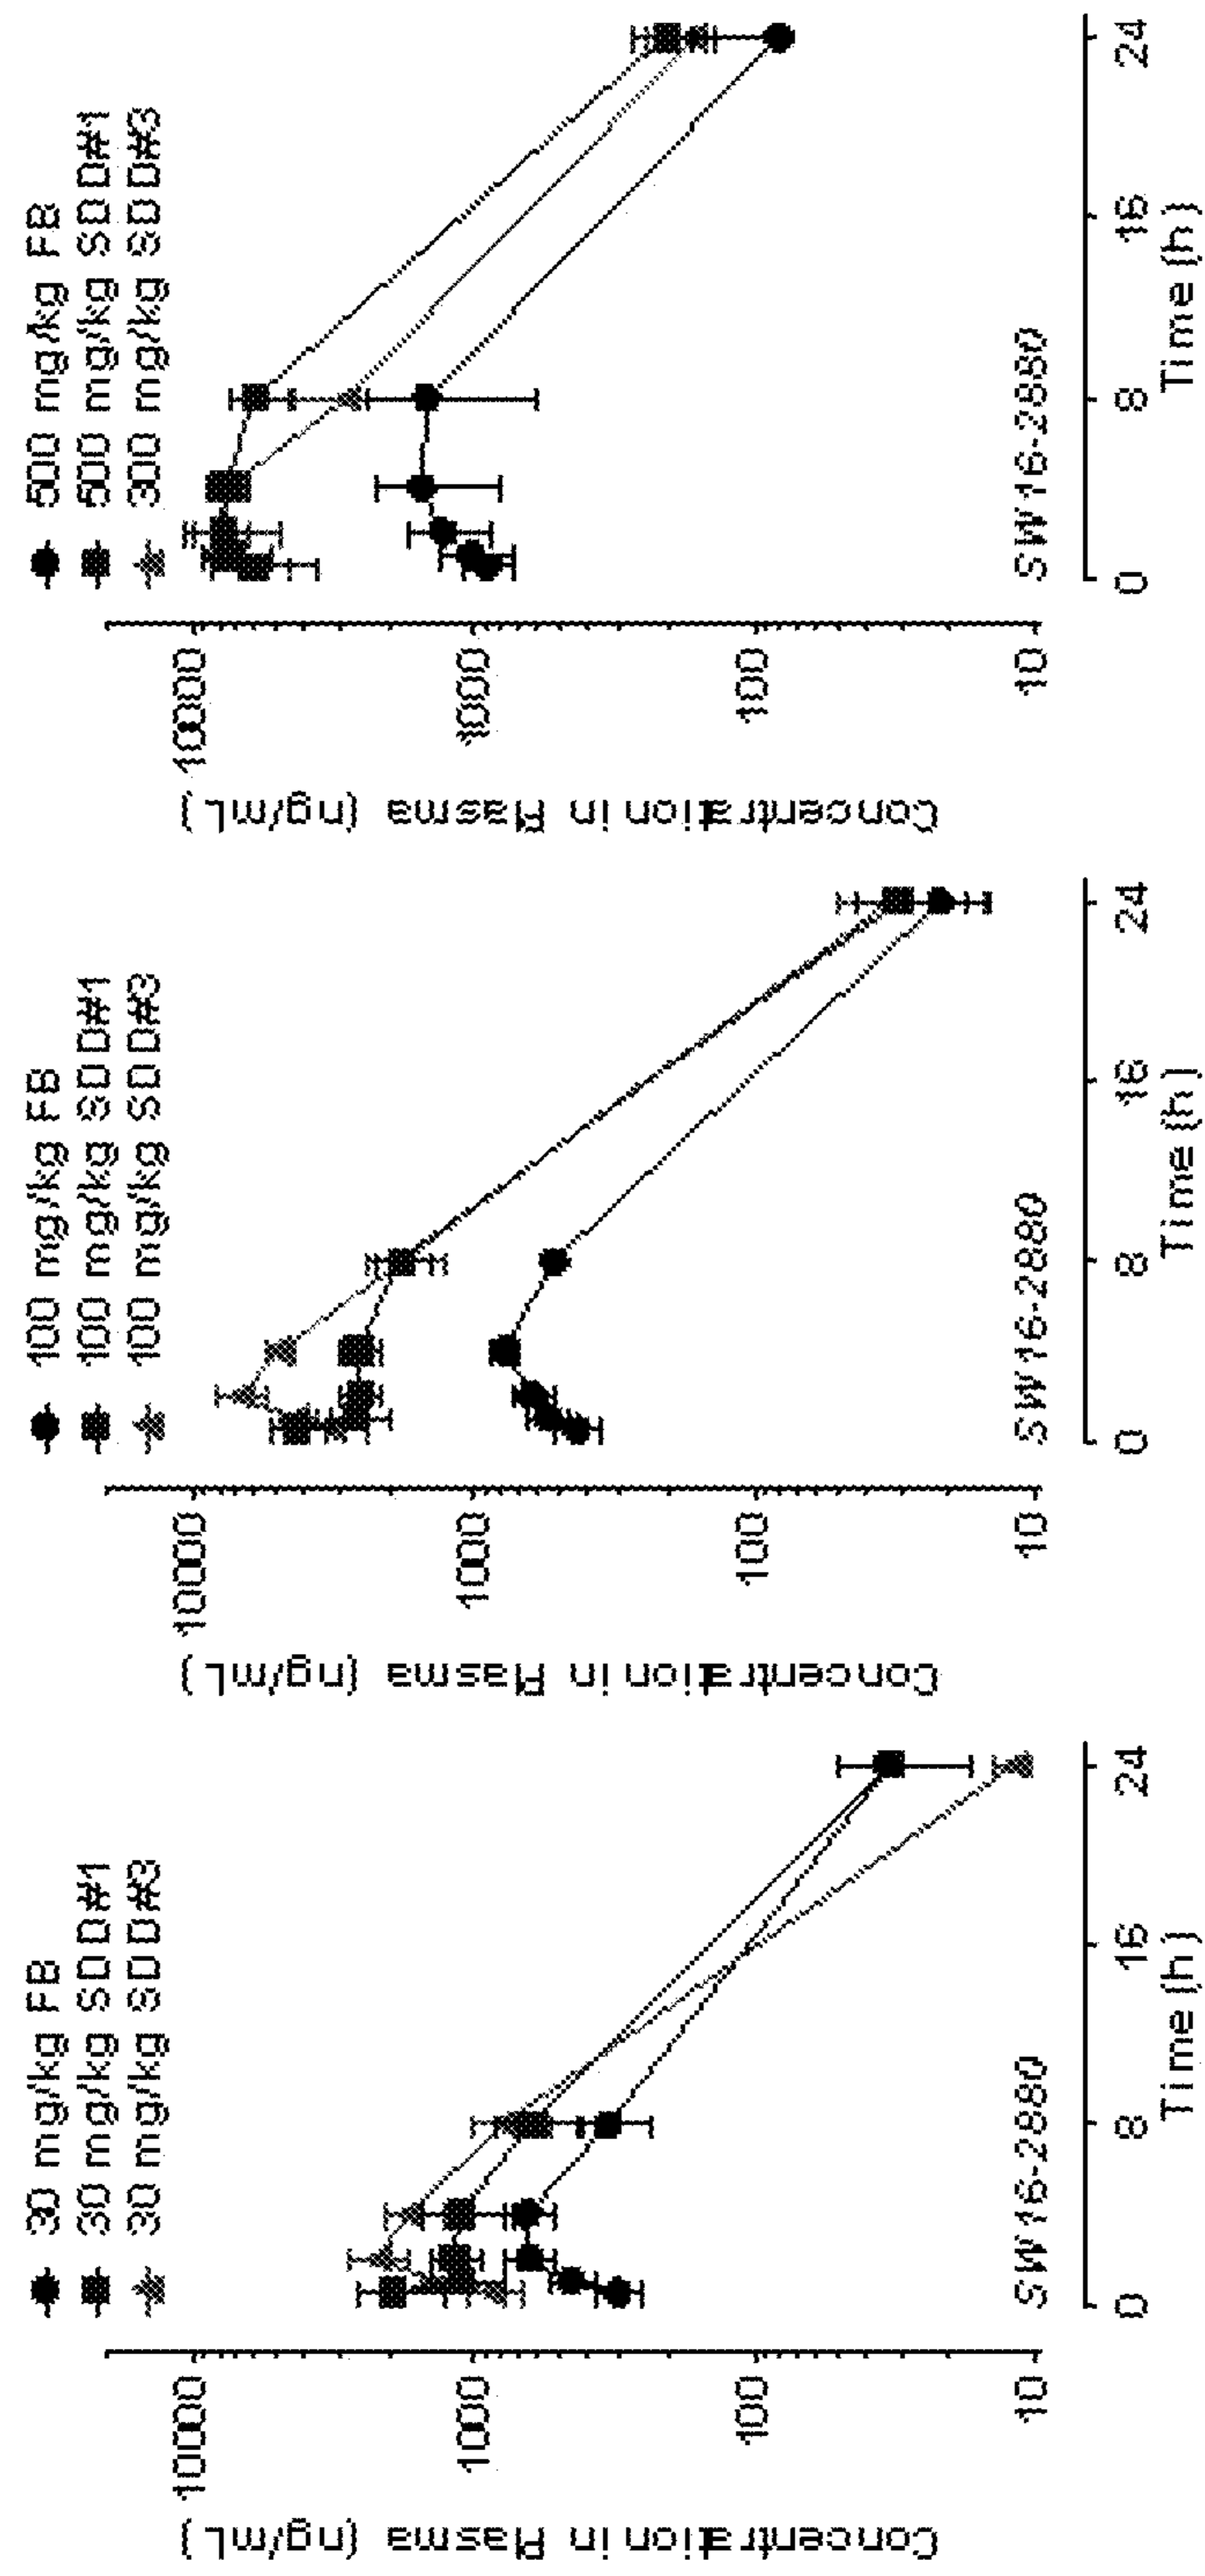 30 mg/kg FB
30 mg/kg SDD#1
30 mg/kg SDD#3
10000
1000
100
10
Concentration in Plasma (ng/mL)
SW16-2880
0 8 16 24
Time (h)
100 mg/kg FB
100 mg/kg SDD#1
100 mg/kg SDD#3
10000
1000
100
10
Concentration in Plasma (ng/mL)
SW16-2880
0 8 16 24
Time (h)
500 mg/kg FB
500 mg/kg SDD#1
300 mg/kg SDD#3
10000
1000
100
10
Concentration in Plasma (ng/mL)
SW16-2880
0 8 16 24
Time (h)